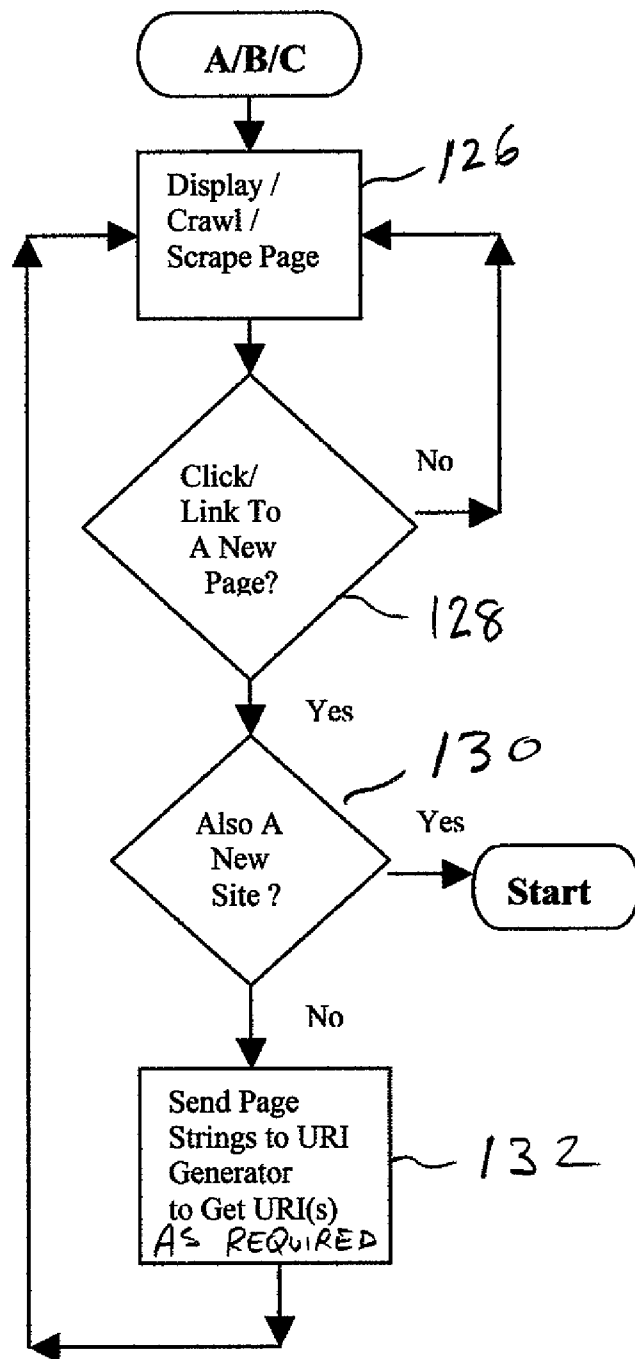 A/B/C
126
Display /
Crawl /
Scrape Page
No
Click/
Link To
A New
Page?
128
Yes
130
Also A
New
Site ?
Yes
Start
No
Send Page
Strings to URI
Generator
to Get URI(s)
AS REQUIRED
132